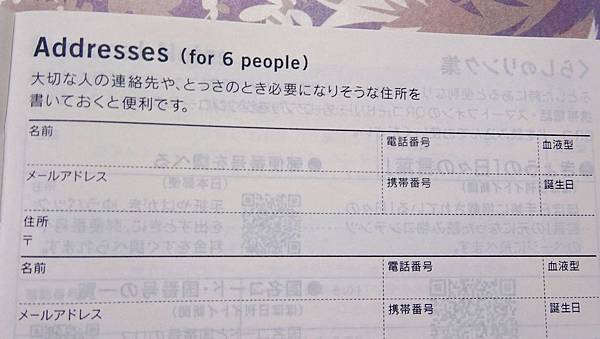 Addresses (for 6 people)
大切な人の連絡先や、とっさのとき必要になりそうな住所を
書いておくと便利です。
名前 電話番号 血液型
メールアドレス 携帯番号 誕生日
住所
〒
名前 電話番号 血液型
メールアドレス 携帯番号 誕生日